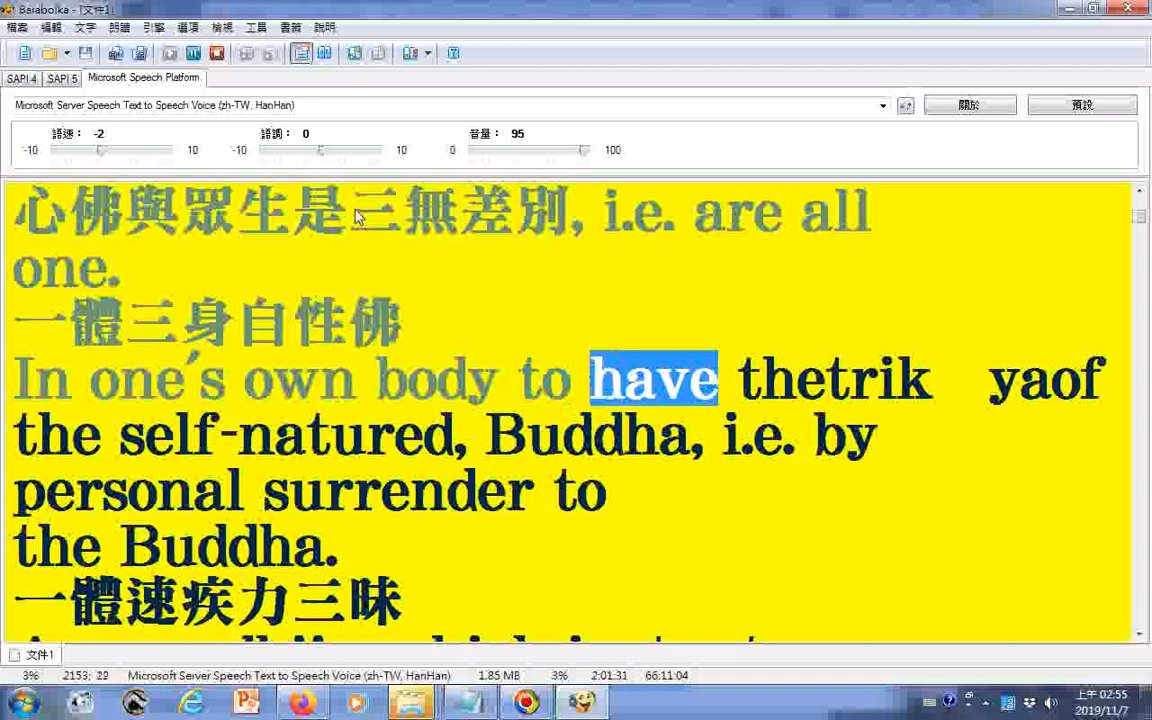 Balabolka - [文件1]
檔案 編輯 文字 朗讀 引擎 選項 檢視 工具 書籤 說明
SAPI 4 SAPI 5 Microsoft Speech Platform
Microsoft Server Speech Text to Speech Voice (zh-TW, HanHan) 關於 預設
語速： -2 語調： 0 音量： 95
-10 10 -10 10 0 100
心佛與眾生是三無差別, i.e. are all
one.
一體三身自性佛
In one's own body to have thetrik yaof
the self-natured, Buddha, i.e. by
personal surrender to
the Buddha.
一體速疾力三昧
文件1
3% 2153; 29 Microsoft Server Speech Text to Speech Voice (zh-TW, HanHan) 1.85 MB 3% 2:01:31 66:11:04
上午 02:55
2019/11/7